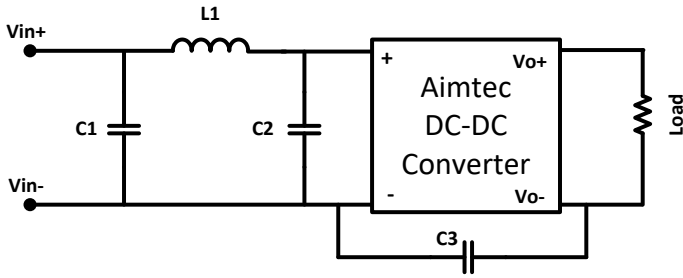 L1
Vin+
+
Vo+
Aimtec
DC-DC
Converter
C1
C2
Load
Vin-
-
Vo-
C3